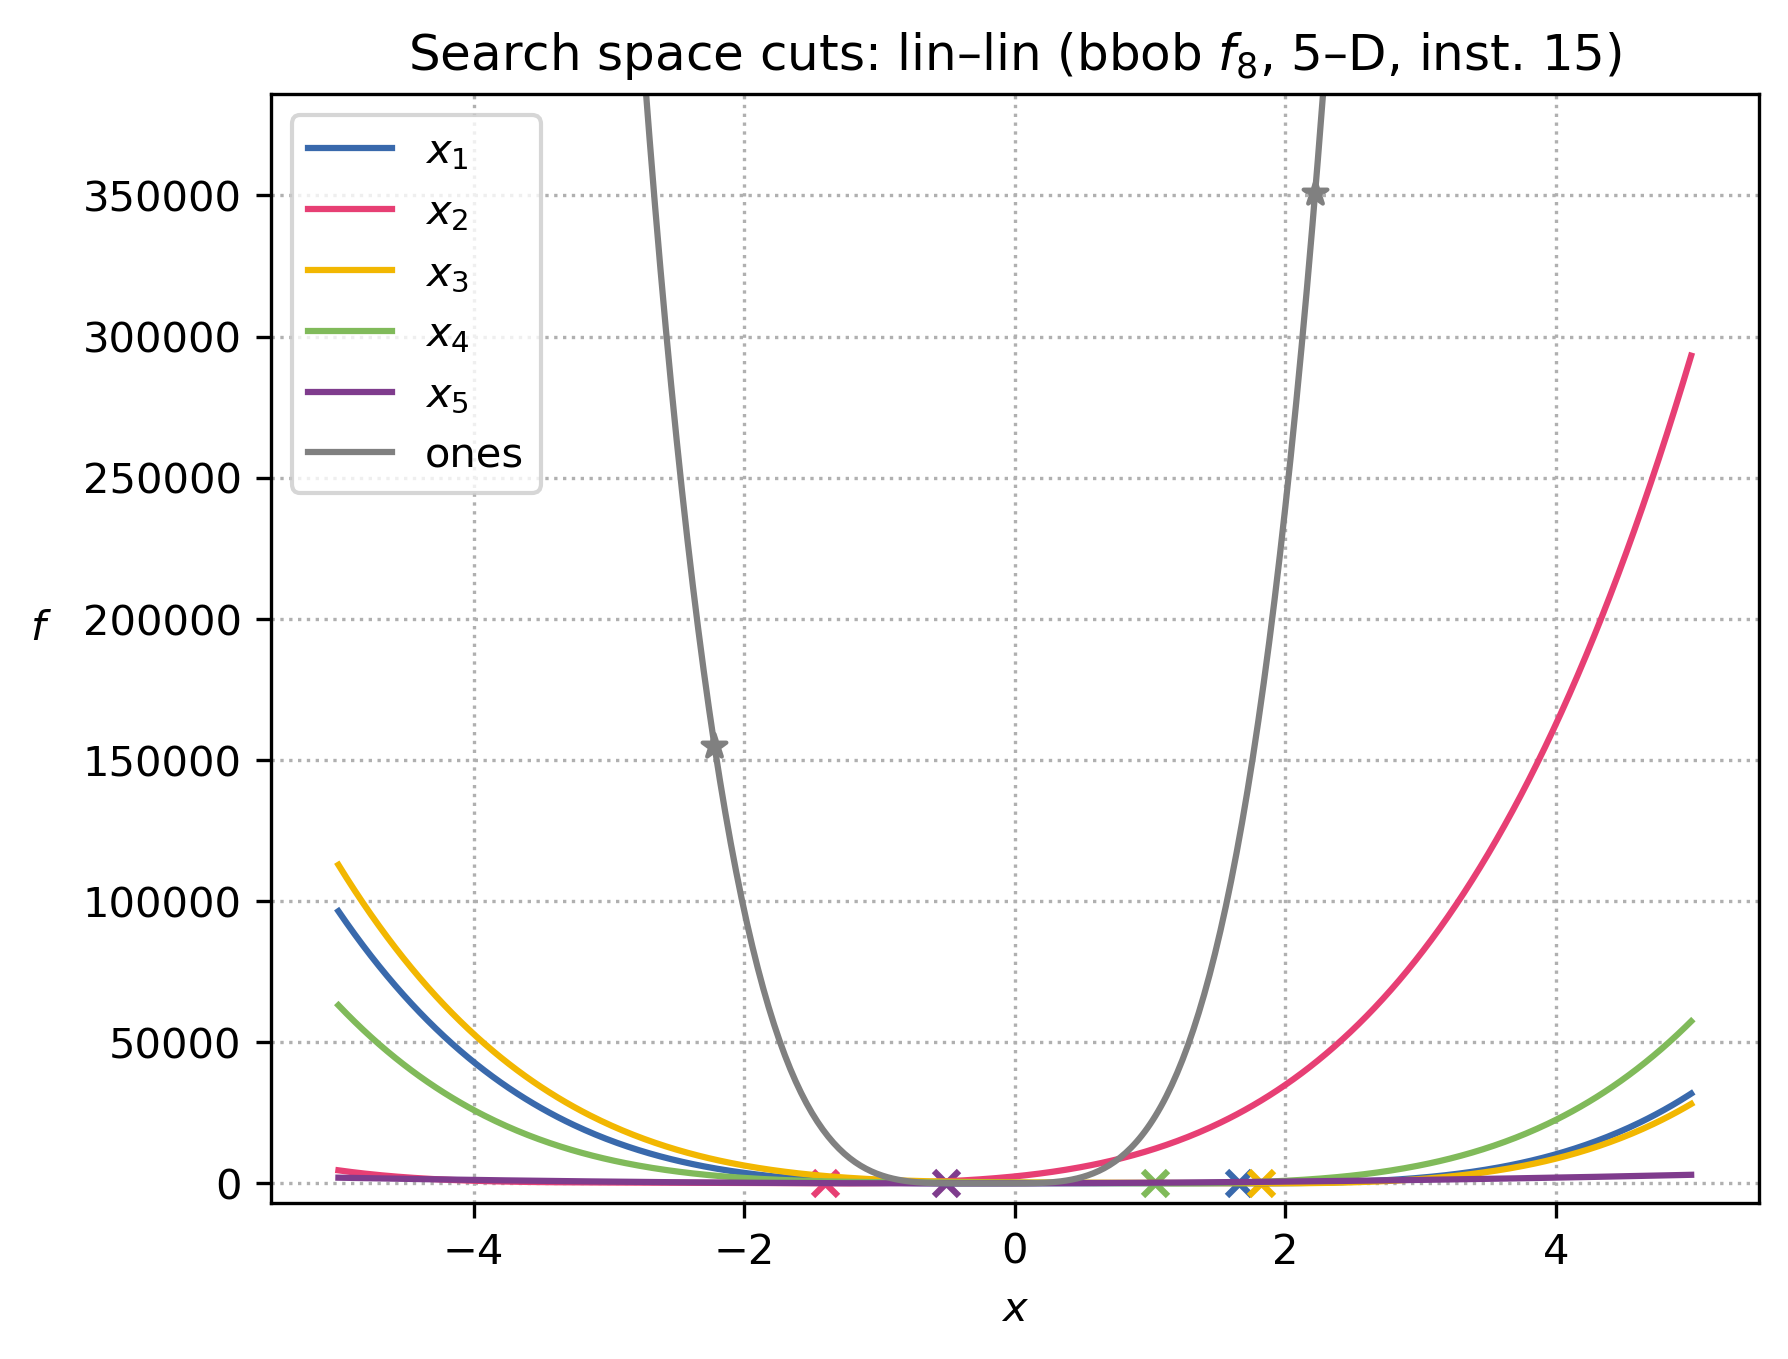 Search space cuts: lin–lin (bbob f₈, 5–D, inst. 15)
x₁
x₂
x₃
x₄
x₅
ones
350000
300000
250000
200000
150000
100000
50000
0
f
−4 −2 0 2 4
x